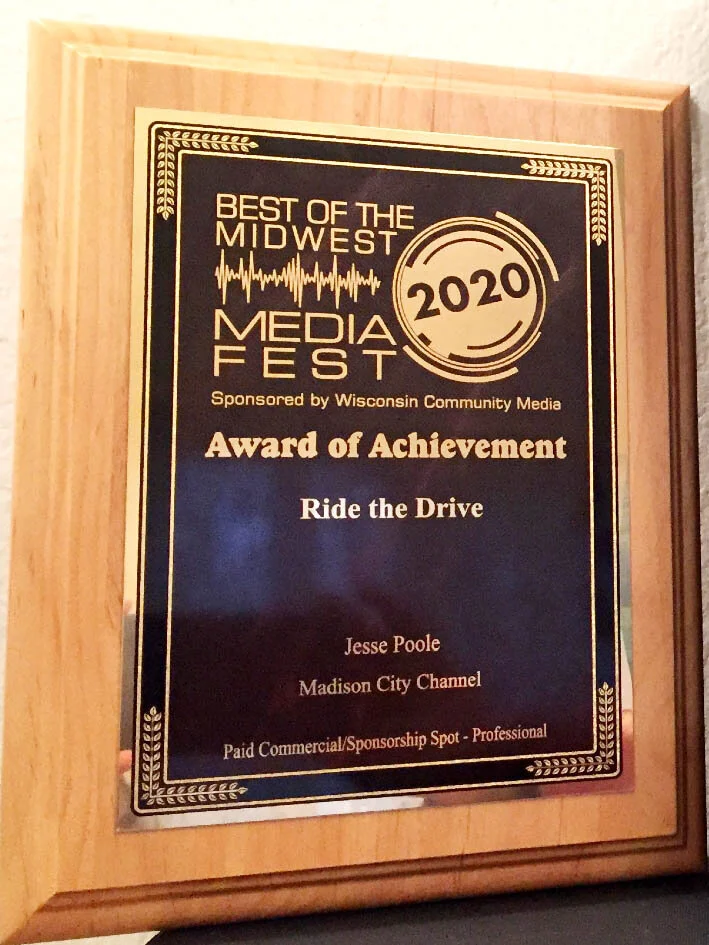 BEST OF THE
MIDWEST
2020
MEDIA
FEST
Sponsored by Wisconsin Community Media
Award of Achievement
Ride the Drive
Jesse Poole
Madison City Channel
Paid Commercial/Sponsorship Spot - Professional